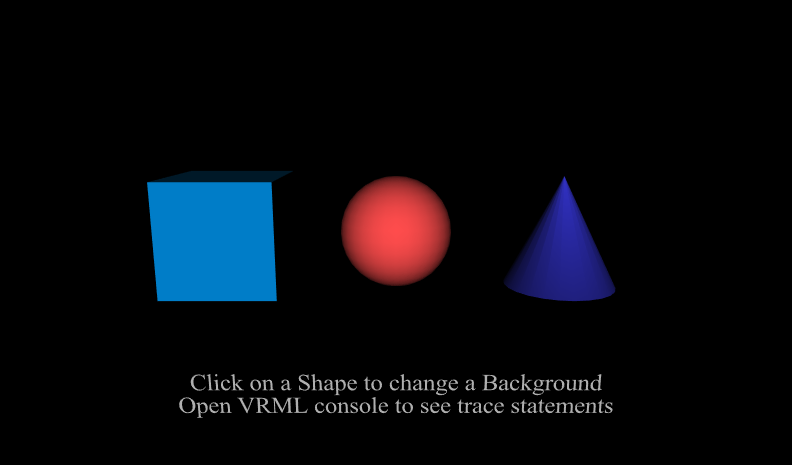 Click on a Shape to change a Background
Open VRML console to see trace statements